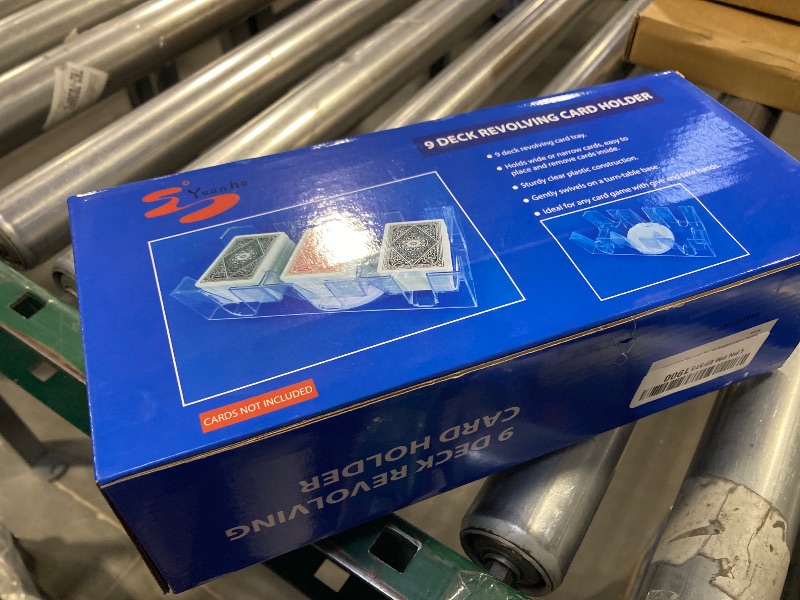 9 DECK REVOLVING CARD HOLDER
• 9 deck revolving card tray.
• Holds wide or narrow cards, easy to
place and remove cards inside.
• Sturdy clear plastic construction.
• Gently swivels on a turn-table base
• Ideal for any card game with give and take hands.
Yuanhe
CARDS NOT INCLUDED
9 DECK REVOLVING
CARD HOLDER
1900